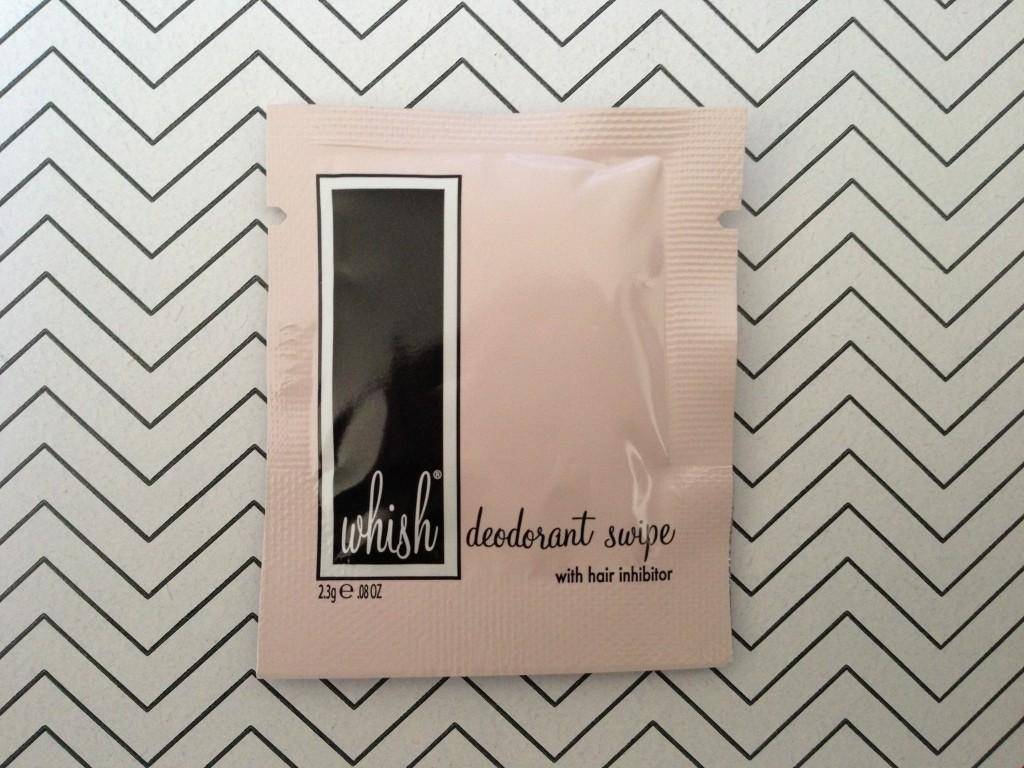 whish®
deodorant swipe
with hair inhibitor
2.3g ℮ .08 OZ